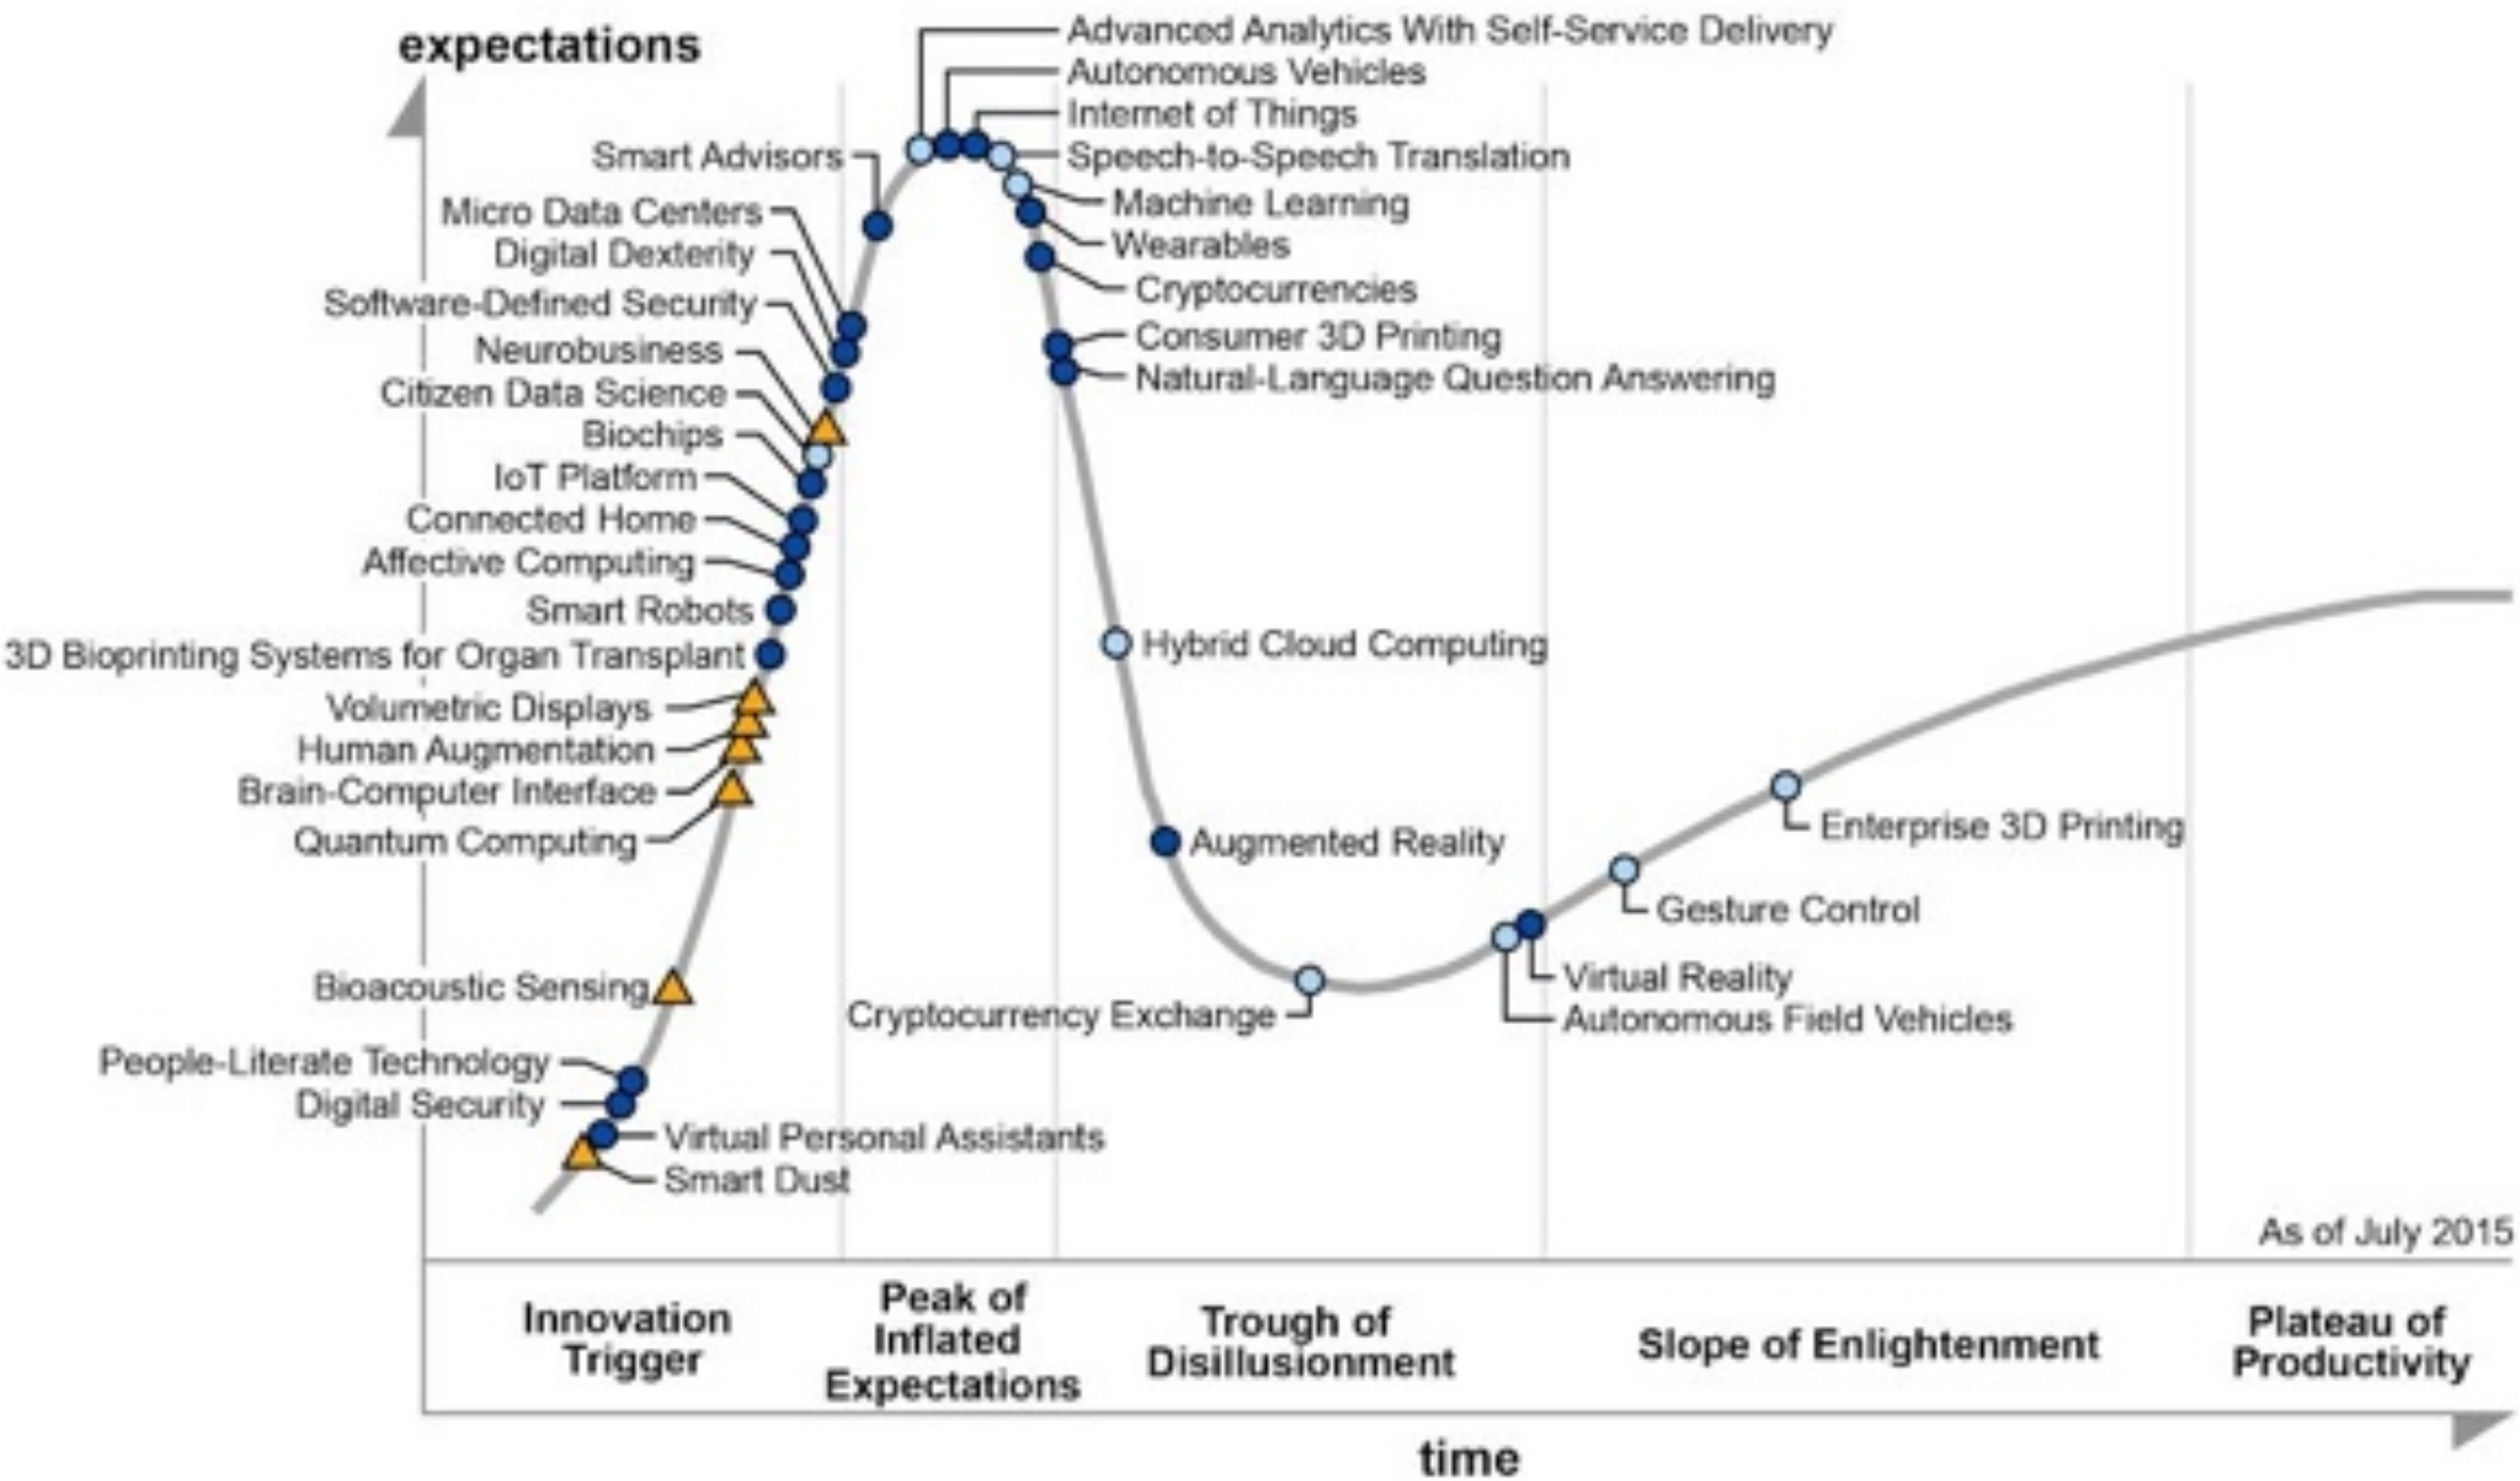 expectations
Advanced Analytics With Self-Service Delivery
Autonomous Vehicles
Internet of Things
Speech-to-Speech Translation
Machine Learning
Wearables
Cryptocurrencies
Consumer 3D Printing
Natural-Language Question Answering
Smart Advisors
Micro Data Centers
Digital Dexterity
Software-Defined Security
Neurobusiness
Citizen Data Science
Biochips
IoT Platform
Connected Home
Affective Computing
Smart Robots
3D Bioprinting Systems for Organ Transplant
Volumetric Displays
Human Augmentation
Brain-Computer Interface
Quantum Computing
Bioacoustic Sensing
People-Literate Technology
Digital Security
Virtual Personal Assistants
Smart Dust
Hybrid Cloud Computing
Augmented Reality
Cryptocurrency Exchange
Enterprise 3D Printing
Gesture Control
Virtual Reality
Autonomous Field Vehicles
As of July 2015
Innovation
Trigger
Peak of
Inflated
Expectations
Trough of
Disillusionment
Slope of Enlightenment
Plateau of
Productivity
time